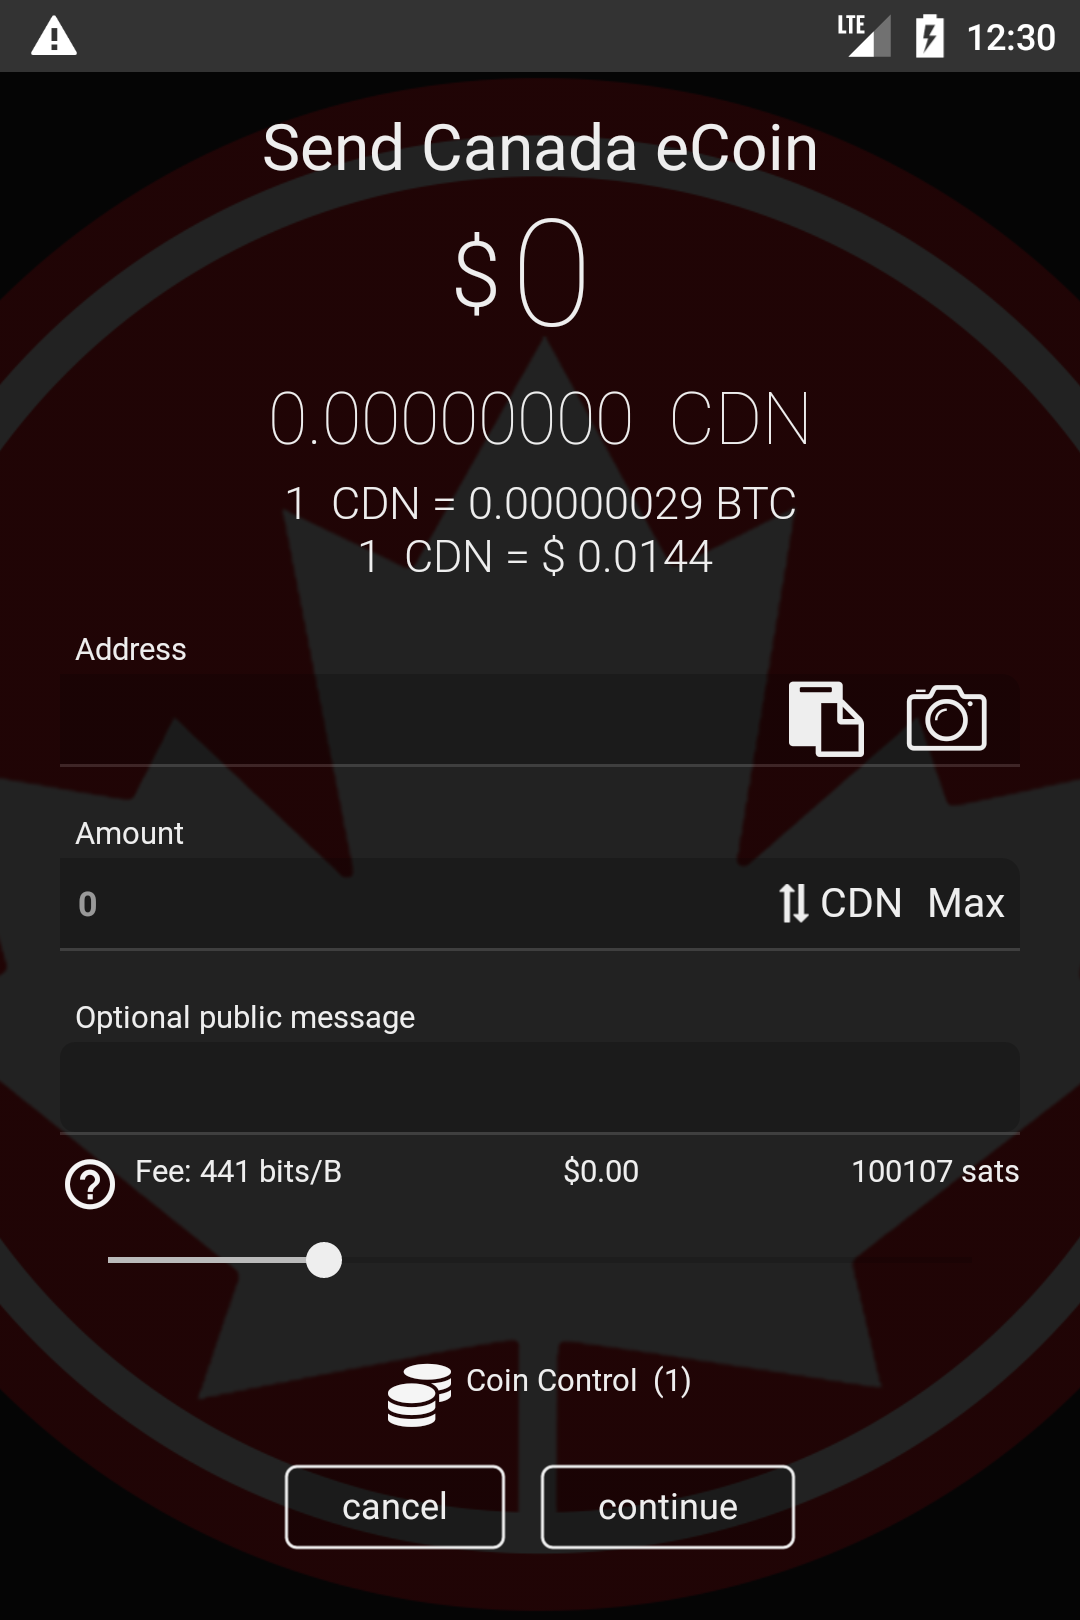 LTE 12:30
Send Canada eCoin
$0
0.00000000 CDN
1 CDN = 0.00000029 BTC
1 CDN = $ 0.0144
Address
Amount
0 CDN Max
Optional public message
Fee: 441 bits/B $0.00 100107 sats
Coin Control (1)
cancel continue